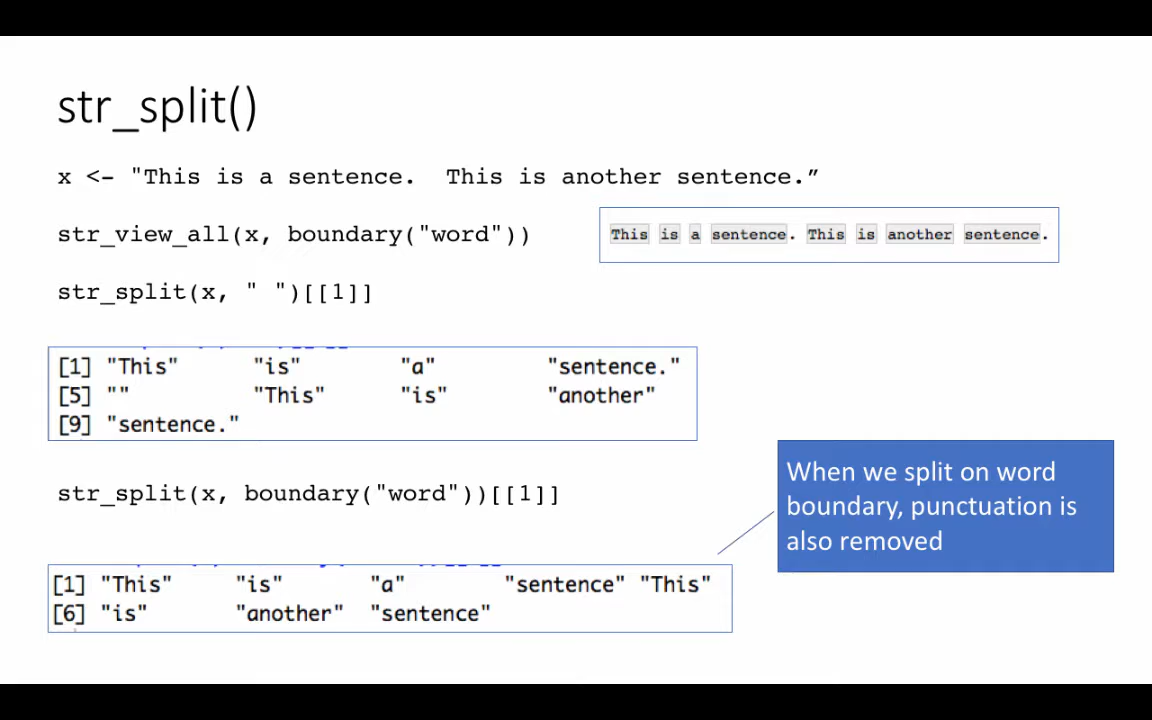 str_split()
x <- "This is a sentence.  This is another sentence.”
str_view_all(x, boundary("word"))
This is a sentence. This is another sentence.
str_split(x, " ")[[1]]
[1] "This" "is" "a" "sentence."
[5] "" "This" "is" "another"
[9] "sentence."
str_split(x, boundary("word"))[[1]]
When we split on word
boundary, punctuation is
also removed
[1] "This" "is" "a" "sentence" "This"
[6] "is" "another" "sentence"